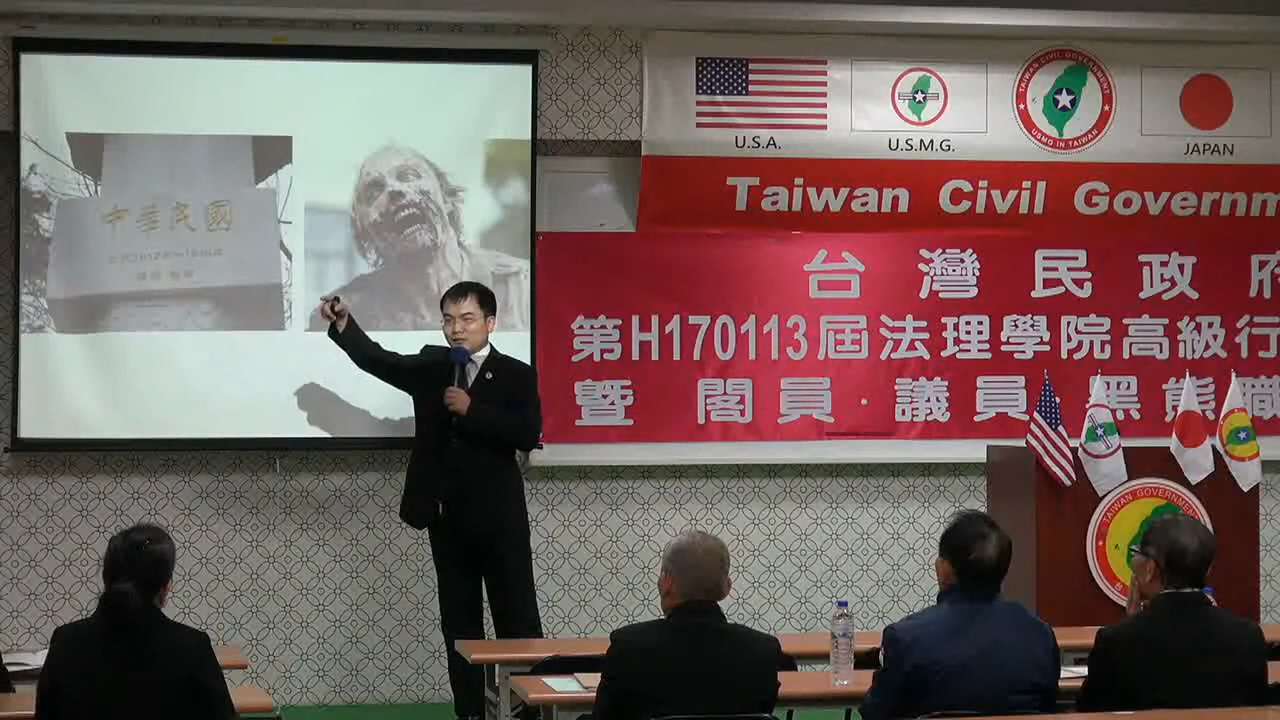 中華民國
U.S.A.
U.S.M.G.
TAIWAN CIVIL GOVERNMENT
USMG IN TAIWAN
JAPAN
Taiwan Civil Governm
台灣民政府
第H170113屆法理學院高級行
暨 閣員·議員·黑熊職
TAIWAN GOVERNMENT